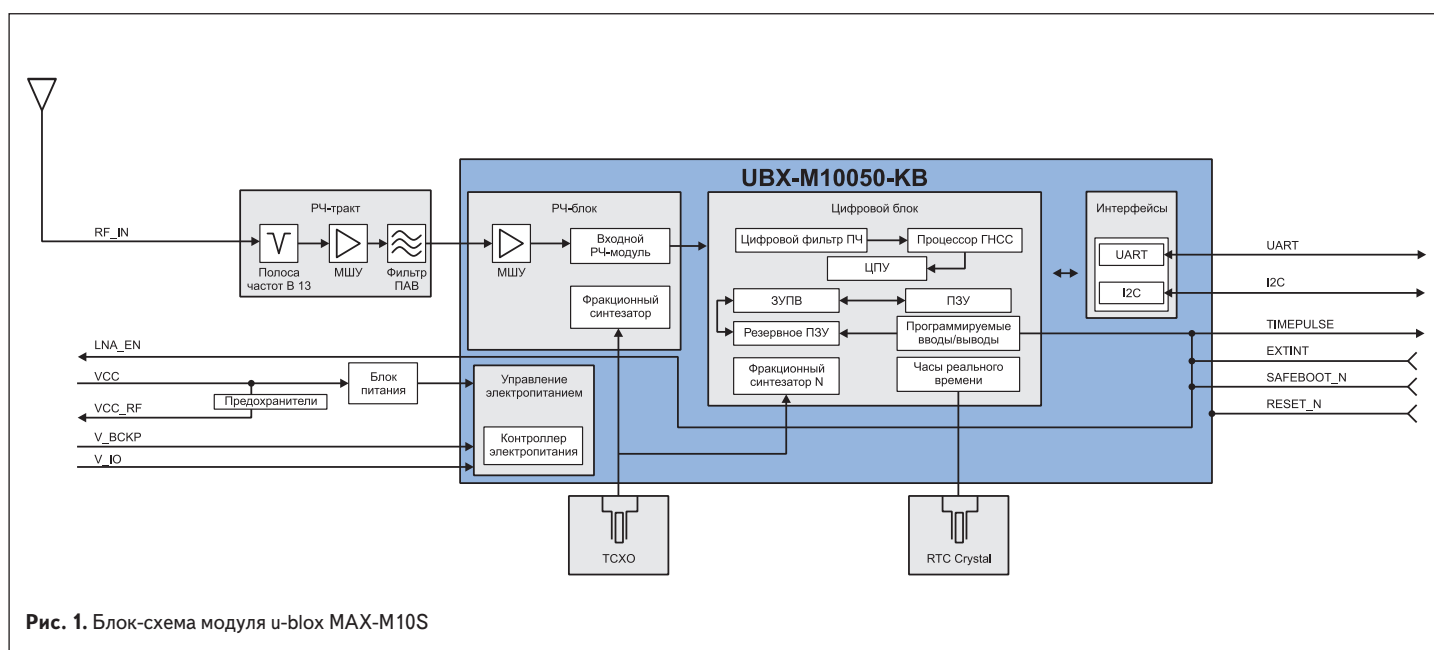 UBX-M10050-KB
РЧ-тракт
РЧ-блок
Цифровой блок
Интерфейсы
RF_IN
Полоса
частот В 13
МШУ
Фильтр
ПАВ
МШУ
Входной
РЧ-модуль
Фракционный
синтезатор
Цифровой фильтр ПЧ
Процессор ГНСС
ЦПУ
ЗУПВ
ПЗУ
Резервное ПЗУ
Программируемые
вводы/выводы
Фракционный
синтезатор N
Часы реального
времени
UART
I2C
UART
I2C
TIMEPULSE
EXTINT
SAFEBOOT_N
RESET_N
LNA_EN
VCC
Предохранители
VCC_RF
V_BCKP
V_IO
Блок
питания
Управление
электропитанием
Контроллер
электропитания
TCXO
RTC Crystal
Рис. 1. Блок-схема модуля u-blox MAX-M10S